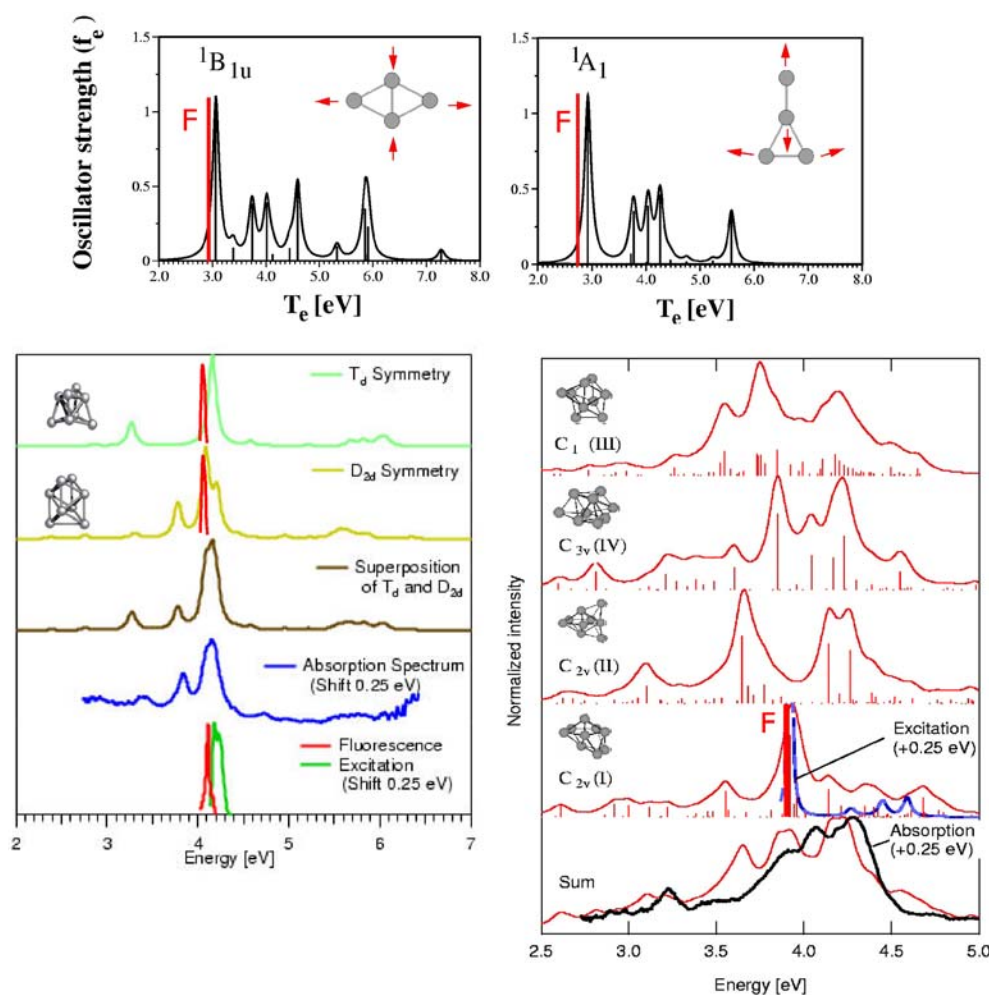 Oscillator strength (fe)
1.5
1
0.5
0
2.0 3.0 4.0 5.0 6.0 7.0 8.0
Te [eV]
1B1u
F
1.5
1
0.5
0
2.0 3.0 4.0 5.0 6.0 7.0 8.0
Te [eV]
1A1
F
Td Symmetry
D2d Symmetry
Superposition
of Td and D2d
Absorption Spectrum
(Shift 0.25 eV)
Fluorescence
Excitation
(Shift 0.25 eV)
2 3 4 5 6 7
Energy [eV]
Normalized intensity
C1 (III)
C3v (IV)
C2v (II)
F
Excitation
(+0.25 eV)
C2v (I)
Absorption
(+0.25 eV)
Sum
2.5 3.0 3.5 4.0 4.5 5.0
Energy [eV]